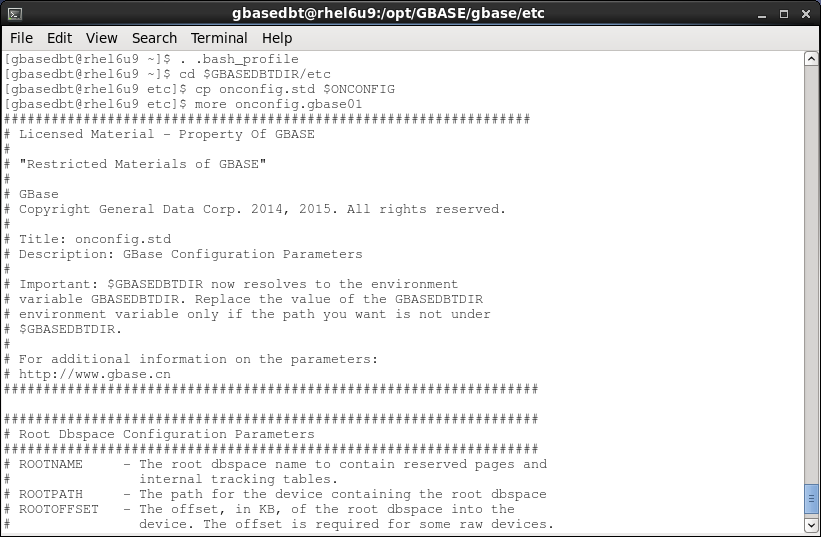 gbasedbt@rhel6u9:/opt/GBASE/gbase/etc
File Edit View Search Terminal Help
[gbasedbt@rhel6u9 ~]$ . .bash_profile
[gbasedbt@rhel6u9 ~]$ cd $GBASEDBTDIR/etc
[gbasedbt@rhel6u9 etc]$ cp onconfig.std $ONCONFIG
[gbasedbt@rhel6u9 etc]$ more onconfig.gbase01
##################################################################
# Licensed Material - Property Of GBASE
#
# "Restricted Materials of GBASE"
#
# GBase
# Copyright General Data Corp. 2014, 2015. All rights reserved.
#
# Title: onconfig.std
# Description: GBase Configuration Parameters
#
# Important: $GBASEDBTDIR now resolves to the environment
# variable GBASEDBTDIR. Replace the value of the GBASEDBTDIR
# environment variable only if the path you want is not under
# $GBASEDBTDIR.
#
# For additional information on the parameters:
# http://www.gbase.cn
###################################################################

###################################################################
# Root Dbspace Configuration Parameters
###################################################################
# ROOTNAME     - The root dbspace name to contain reserved pages and
#                internal tracking tables.
# ROOTPATH     - The path for the device containing the root dbspace
# ROOTOFFSET   - The offset, in KB, of the root dbspace into the
#                device. The offset is required for some raw devices.